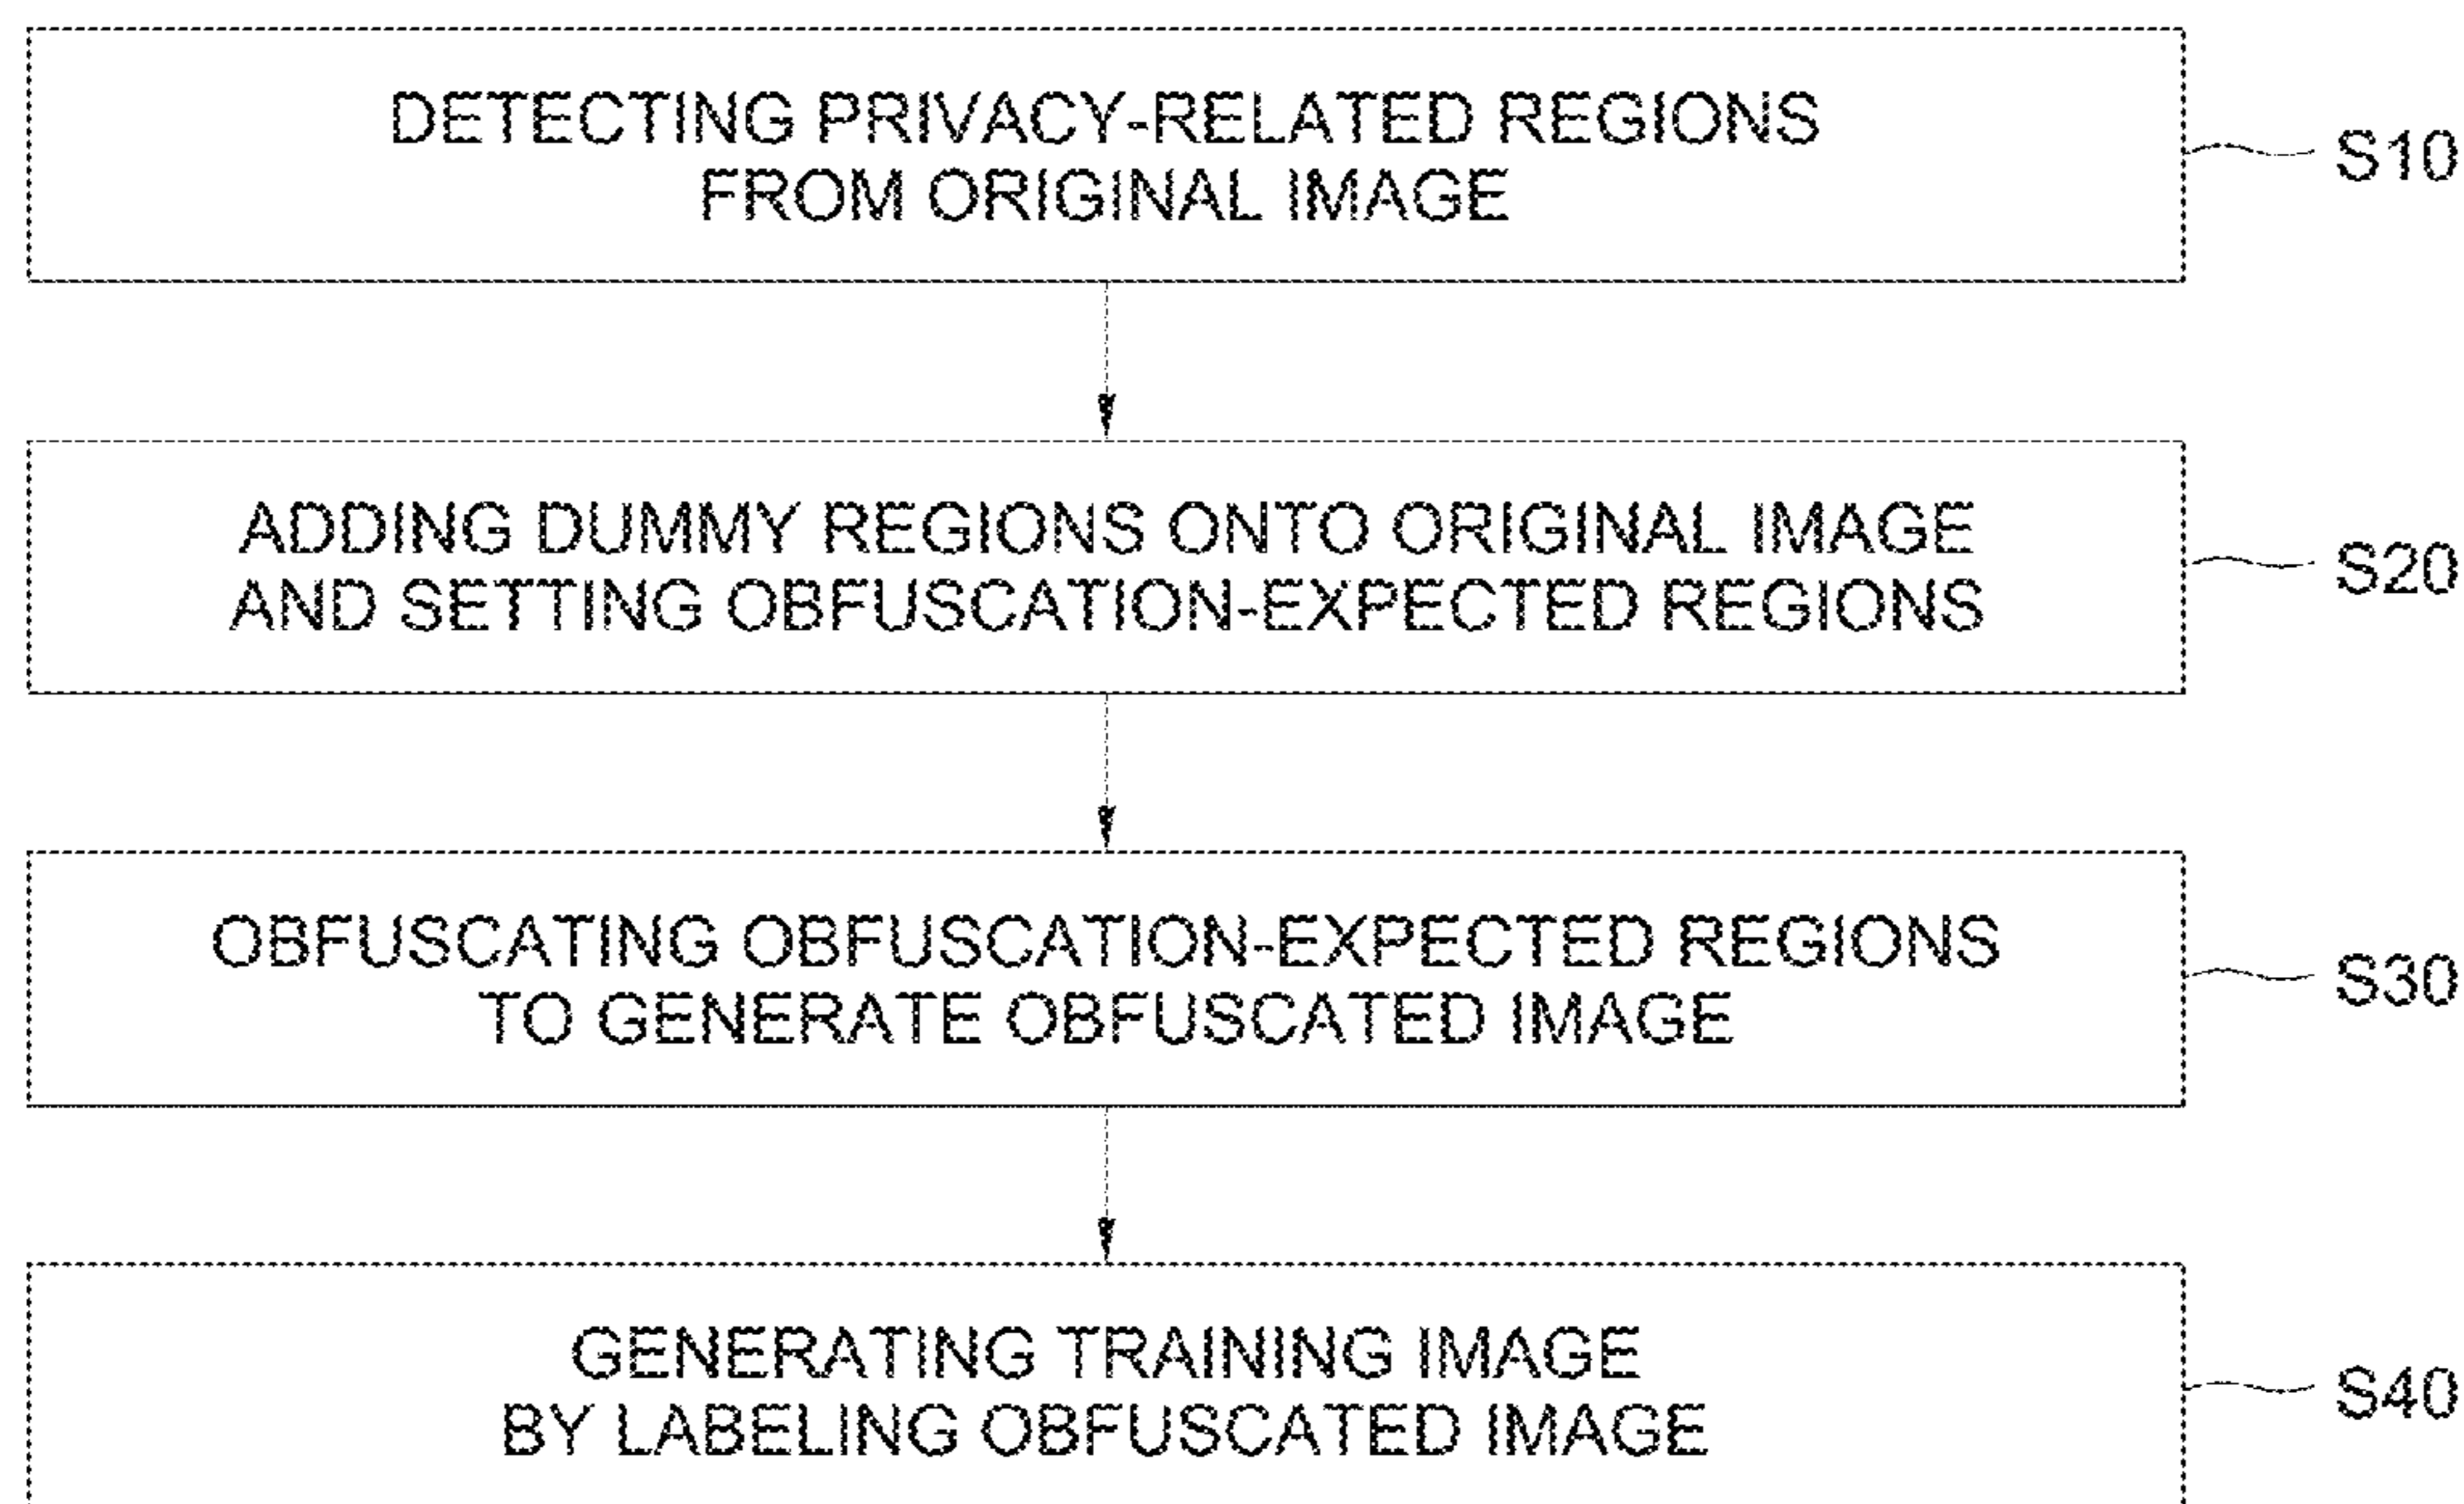 DETECTING PRIVACY-RELATED REGIONS
FROM ORIGINAL IMAGE
S10
ADDING DUMMY REGIONS ONTO ORIGINAL IMAGE
AND SETTING OBFUSCATION-EXPECTED REGIONS
S20
OBFUSCATING OBFUSCATION-EXPECTED REGIONS
TO GENERATE OBFUSCATED IMAGE
S30
GENERATING TRAINING IMAGE
BY LABELING OBFUSCATED IMAGE
S40